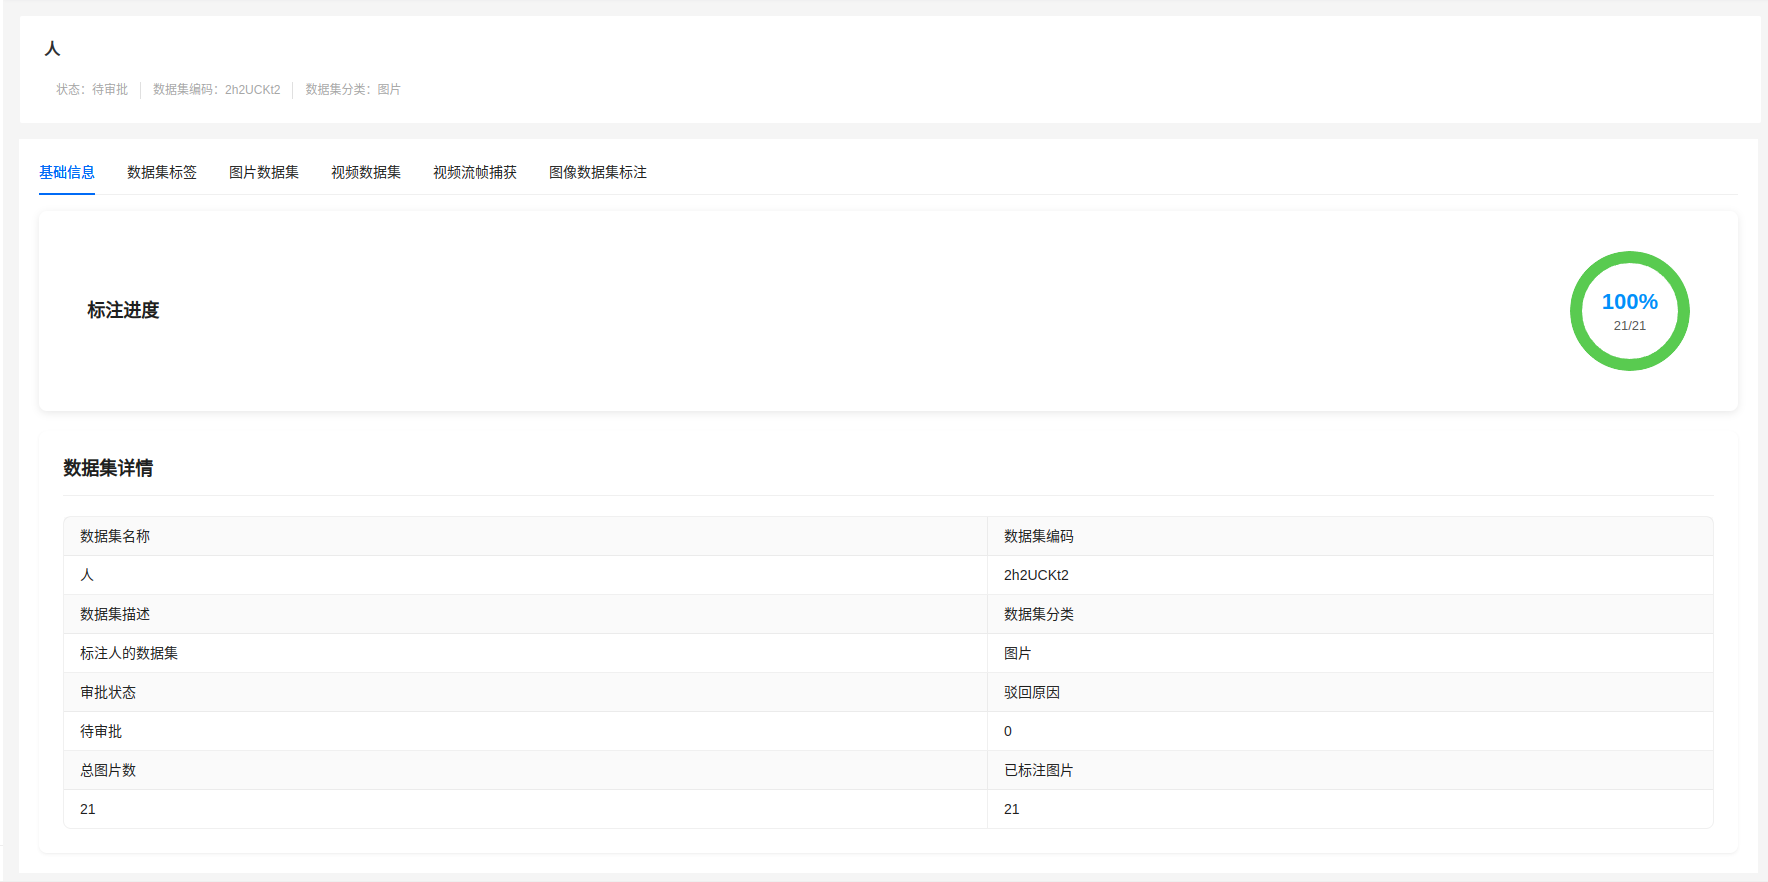 人
状态：待审批 数据集编码：2h2UCKt2 数据集分类：图片
基础信息 数据集标签 图片数据集 视频数据集 视频流帧捕获 图像数据集标注
标注进度
100%
21/21
数据集详情
数据集名称 数据集编码
人 2h2UCKt2
数据集描述 数据集分类
标注人的数据集 图片
审批状态 驳回原因
待审批 0
总图片数 已标注图片
21 21